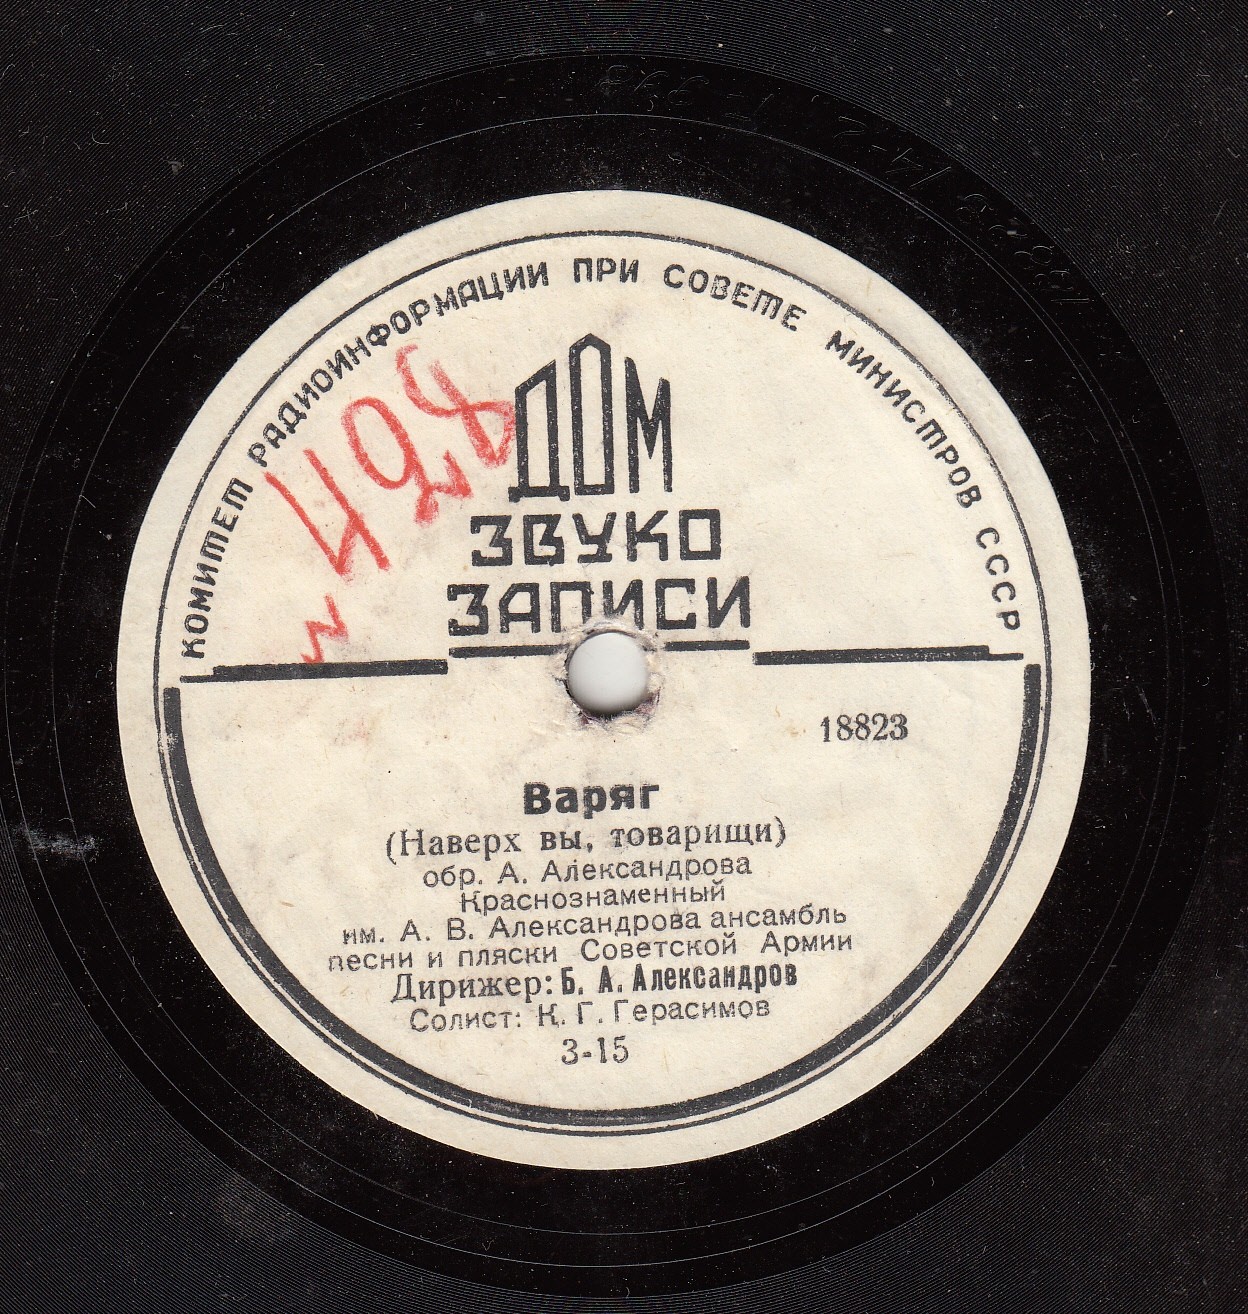 КОМИТЕТ РАДИОИНФОРМАЦИИ ПРИ СОВЕТЕ МИНИСТРОВ СССР
498
ДОМ
ЗВУКО
ЗАПИСИ
18823
Варяг
(Наверх вы, товарищи)
обр. А. Александрова
Краснознаменный
им. А. В. Александрова ансамбль
песни и пляски Советской Армии
Дирижер: Б. А. Александров
Солист: К. Г. Герасимов
3-15